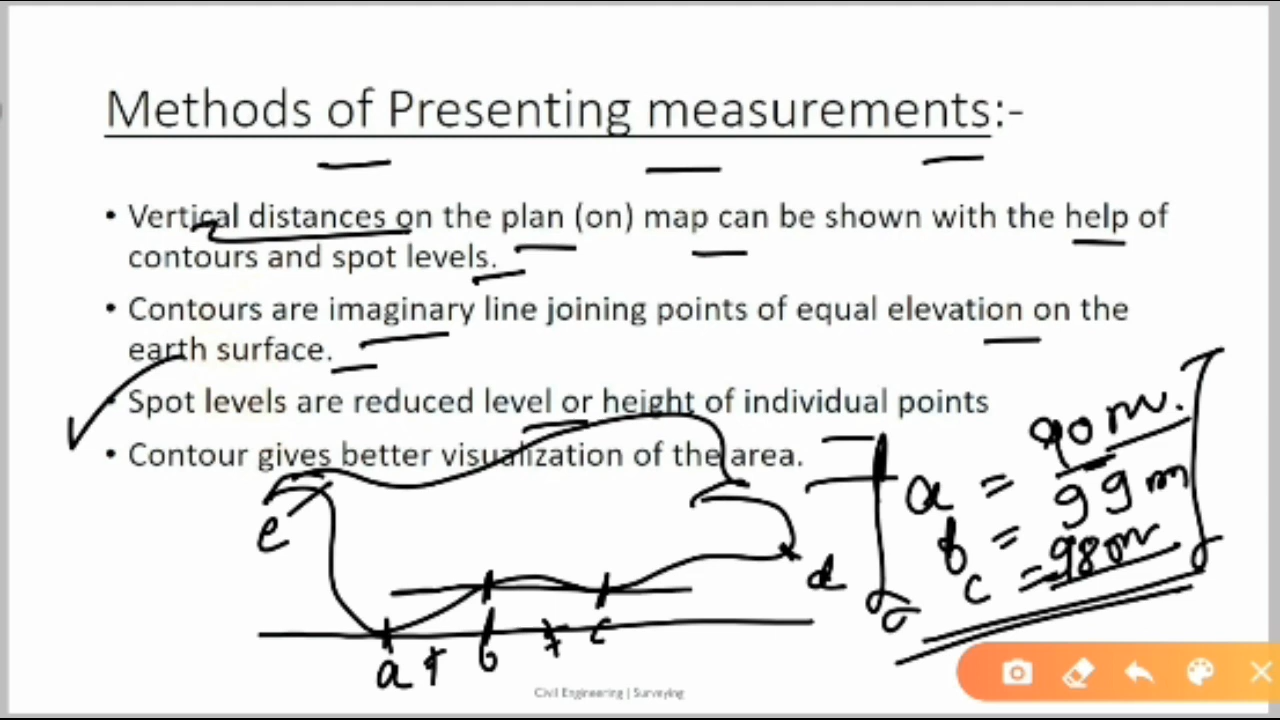 Methods of Presenting measurements:-
• Vertical distances on the plan (on) map can be shown with the help of
contours and spot levels.
• Contours are imaginary line joining points of equal elevation on the
earth surface.
• Spot levels are reduced level or height of individual points
• Contour gives better visualization of the area.
e
d
a
b
c
a = 90m.
b = 99m
c = 98m
Civil Engineering | Surveying